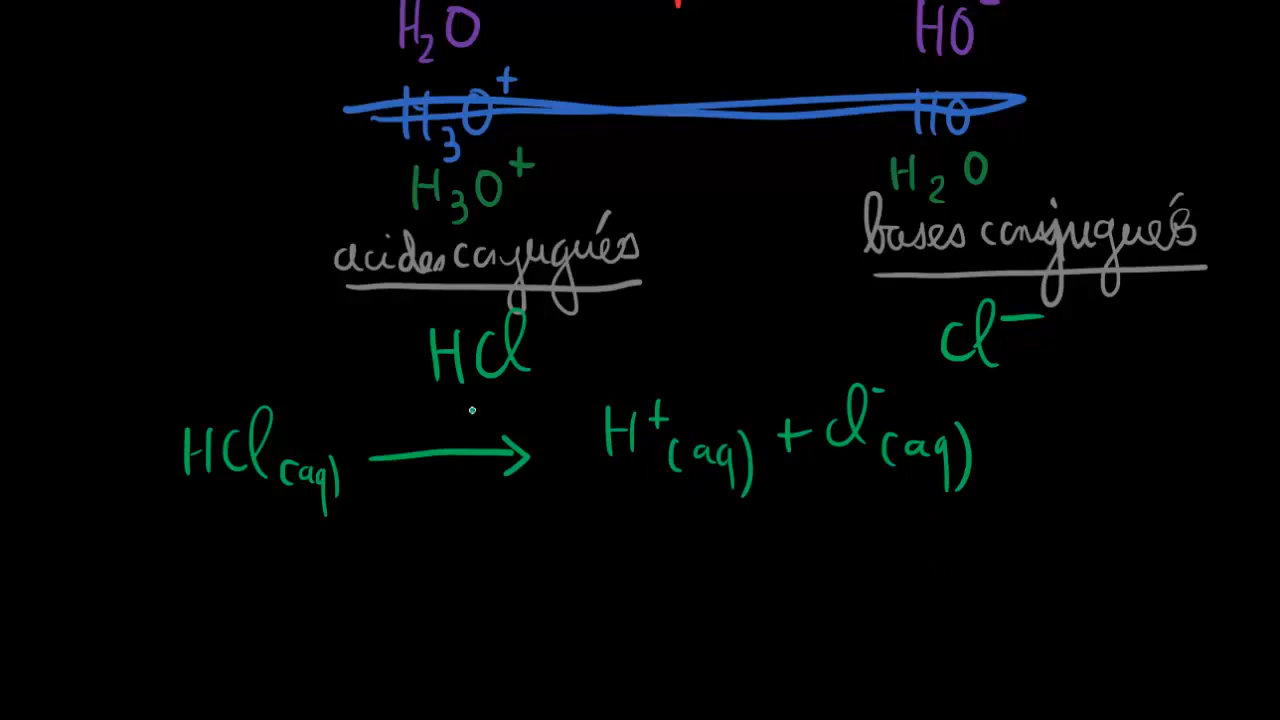 H₂O HO⁻
H₃O⁺ HO
H₃O⁺ H₂O
acides conjugués bases conjugués
HCl Cl⁻
HCl(aq) → H⁺(aq) + Cl⁻(aq)